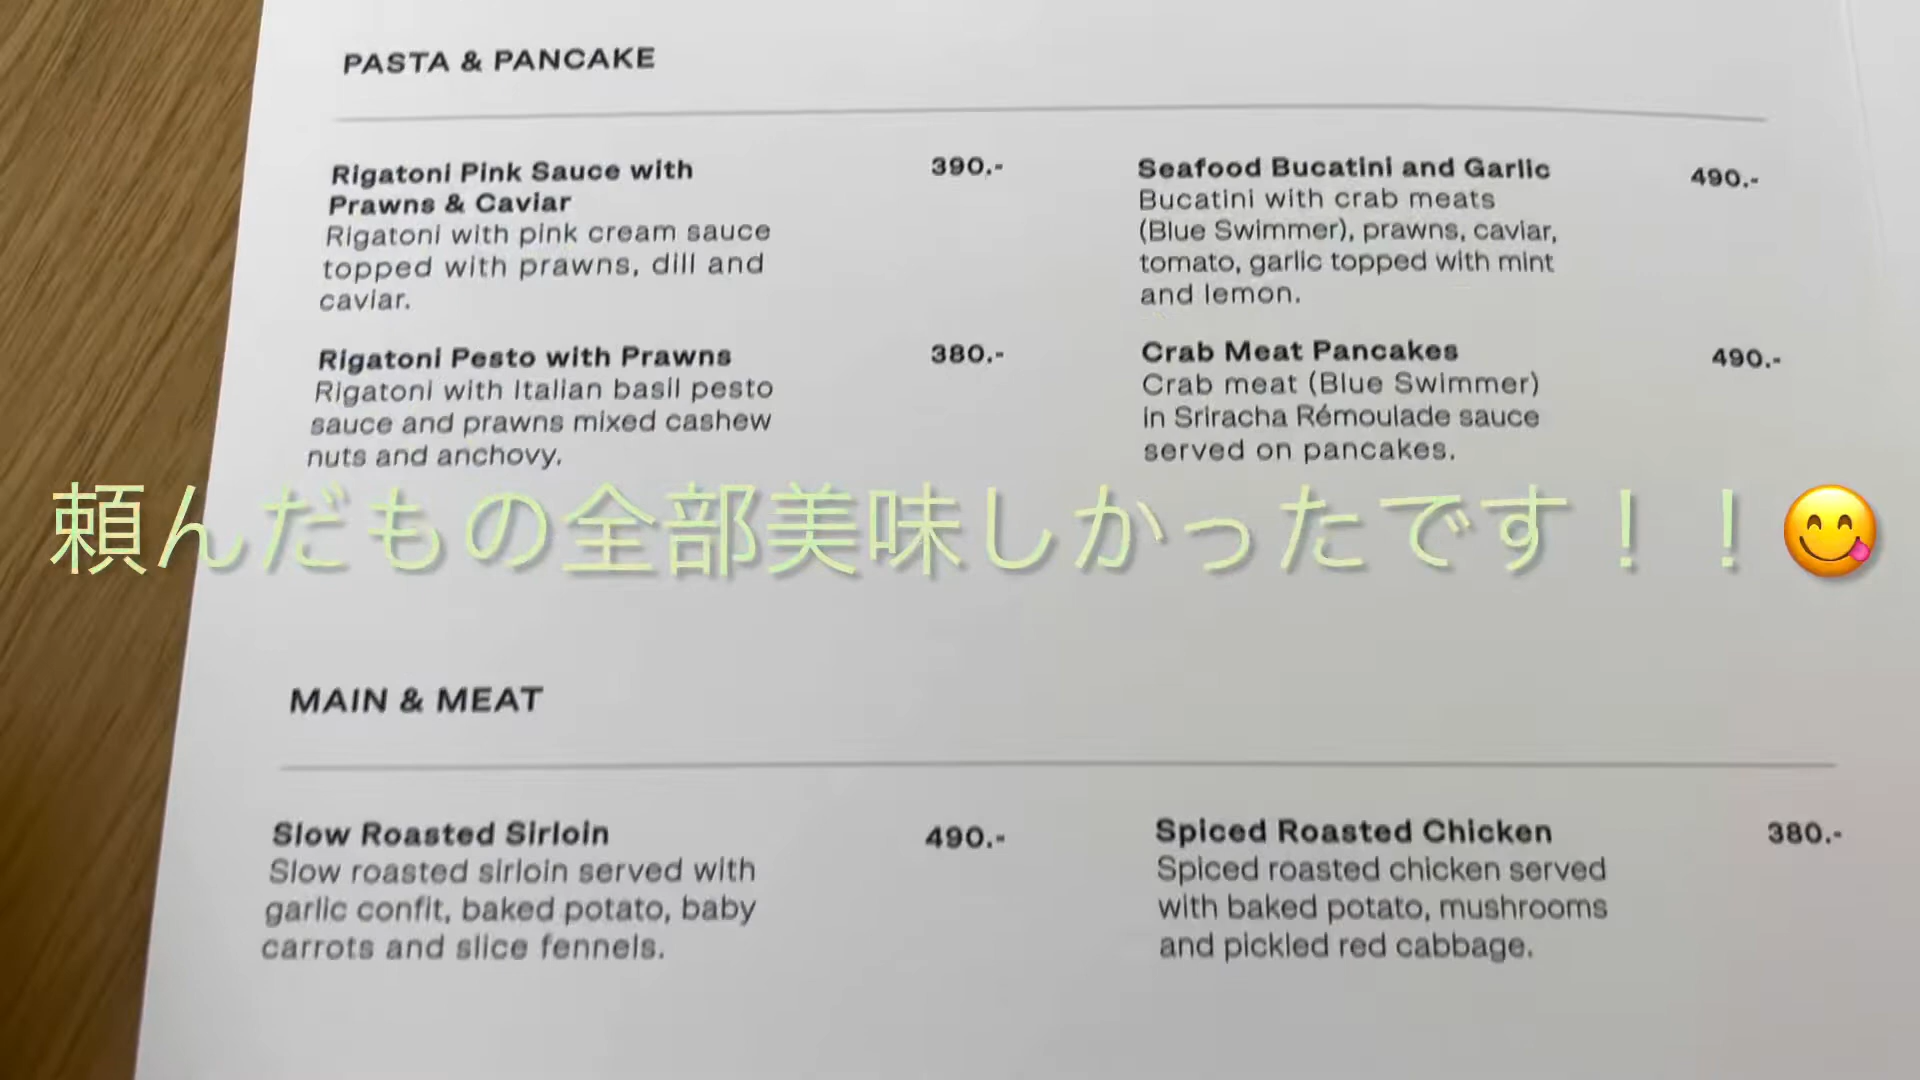 PASTA & PANCAKE
Rigatoni Pink Sauce with
Prawns & Caviar
390.-
Rigatoni with pink cream sauce
topped with prawns, dill and
caviar.
Rigatoni Pesto with Prawns
380.-
Rigatoni with Italian basil pesto
sauce and prawns mixed cashew
nuts and anchovy.
Seafood Bucatini and Garlic
490.-
Bucatini with crab meats
(Blue Swimmer), prawns, caviar,
tomato, garlic topped with mint
and lemon.
Crab Meat Pancakes
490.-
Crab meat (Blue Swimmer)
in Sriracha Rémoulade sauce
served on pancakes.
頼んだもの全部美味しかったです！！😋
MAIN & MEAT
Slow Roasted Sirloin
490.-
Slow roasted sirloin served with
garlic confit, baked potato, baby
carrots and slice fennels.
Spiced Roasted Chicken
380.-
Spiced roasted chicken served
with baked potato, mushrooms
and pickled red cabbage.